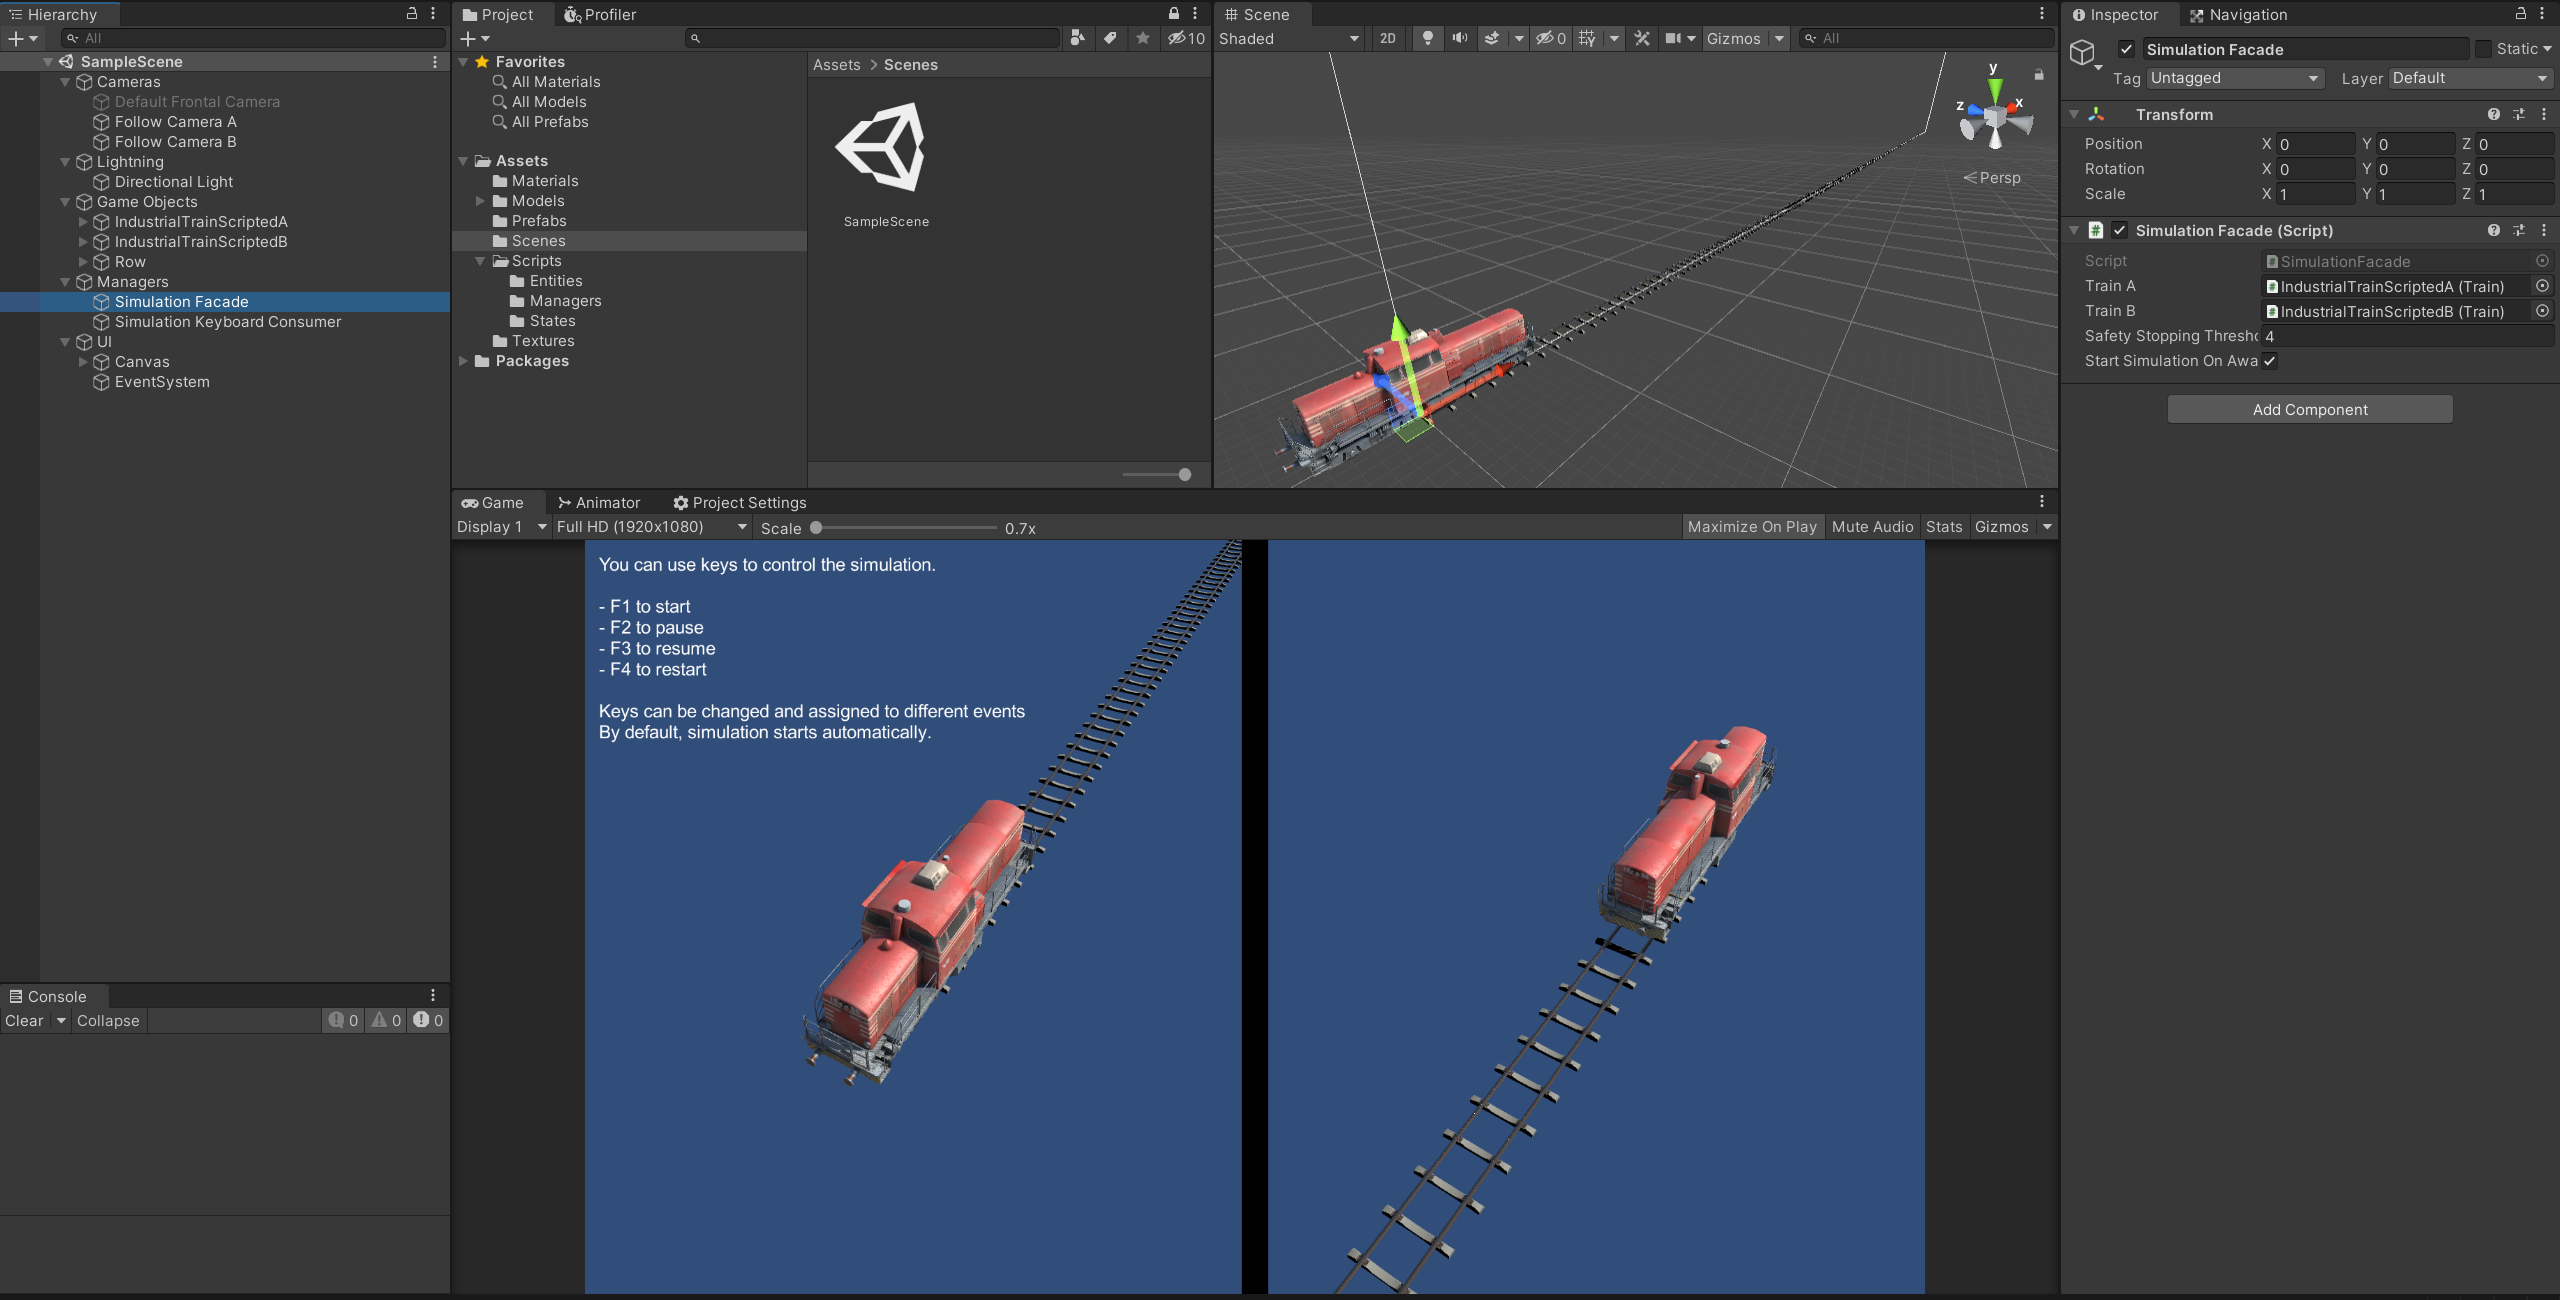 Hierarchy
All
SampleScene
Cameras
Default Frontal Camera
Follow Camera A
Follow Camera B
Lightning
Directional Light
Game Objects
IndustrialTrainScriptedA
IndustrialTrainScriptedB
Row
Managers
Simulation Facade
Simulation Keyboard Consumer
UI
Canvas
EventSystem
Console
Clear Collapse 0 0 0
Project Profiler
10
Favorites
All Materials
All Models
All Prefabs
Assets
Materials
Models
Prefabs
Scenes
Scripts
Entities
Managers
States
Textures
Packages
Assets > Scenes
SampleScene
Scene
Shaded 2D 0 Gizmos All
y
z x
Persp
Game Animator Project Settings
Display 1 Full HD (1920x1080) Scale 0.7x Maximize On Play Mute Audio Stats Gizmos
You can use keys to control the simulation.
- F1 to start
- F2 to pause
- F3 to resume
- F4 to restart
Keys can be changed and assigned to different events
By default, simulation starts automatically.
Inspector Navigation
Simulation Facade Static
Tag Untagged Layer Default
Transform
Position X 0 Y 0 Z 0
Rotation X 0 Y 0 Z 0
Scale X 1 Y 1 Z 1
# Simulation Facade (Script)
Script # SimulationFacade
Train A # IndustrialTrainScriptedA (Train)
Train B # IndustrialTrainScriptedB (Train)
Safety Stopping Thresho 4
Start Simulation On Awa
Add Component